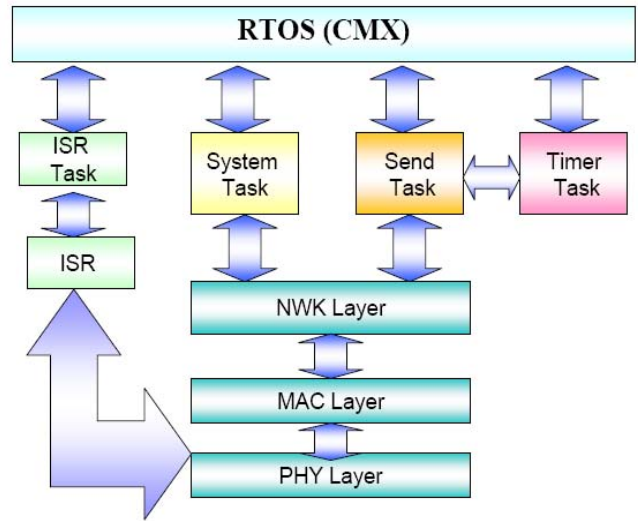 RTOS (CMX)
ISR
Task
System
Task
Send
Task
Timer
Task
ISR
NWK Layer
MAC Layer
PHY Layer